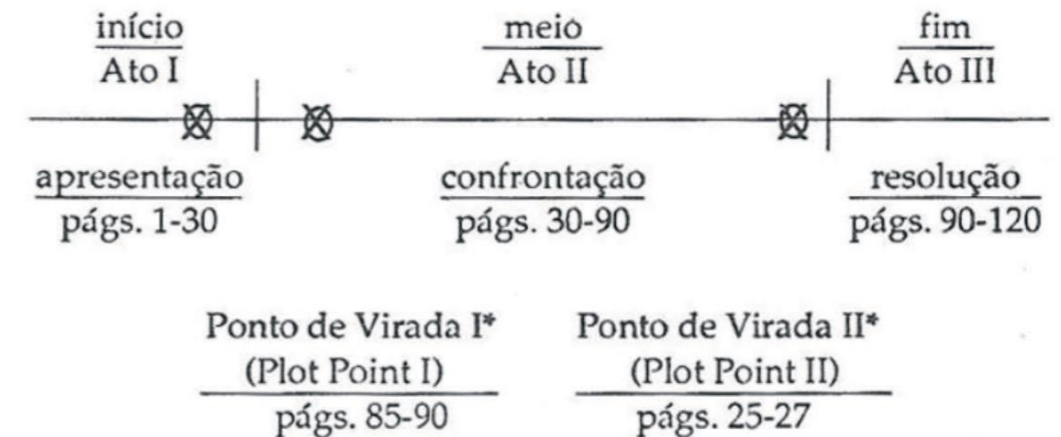 início meio fim
Ato I Ato II Ato III
apresentação confrontação resolução
págs. 1-30 págs. 30-90 págs. 90-120
Ponto de Virada I* Ponto de Virada II*
(Plot Point I) (Plot Point II)
págs. 85-90 págs. 25-27